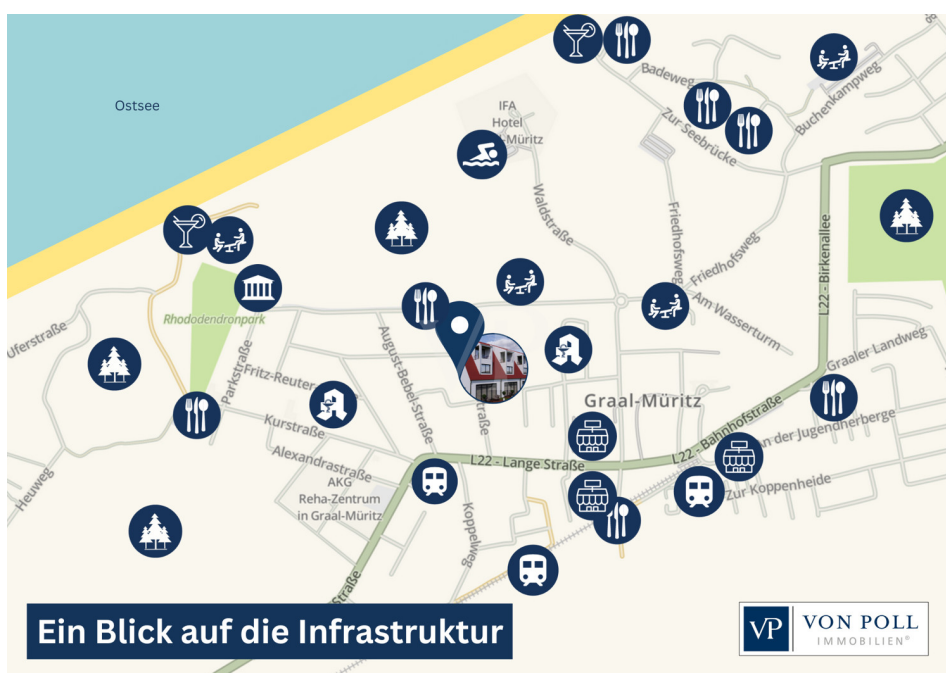 Ostsee
Badeweg
Buchenkampweg
IFA
Hotel
-Müritz
Zur Seebrücke
Waldstraße
Friedhofsweg
Friedhofsweg
L22 - Birkenallee
Am Wasserturm
Rhododendronpark
Uferstraße
Parkstraße
Fritz-Reuter
August-Bebel-Straße
straße
Graaler Landweg
Graal-Müritz
Kurstraße
L22 - Bahnhofstraße
An der Jugendherberge
Alexandrastraße
L22 - Lange Straße
Heuweg
AKG
Reha-Zentrum
in Graal-Müritz
Zur Koppenheide
Koppelweg
Straße
Ein Blick auf die Infrastruktur
VP
VON POLL
IMMOBILIEN®